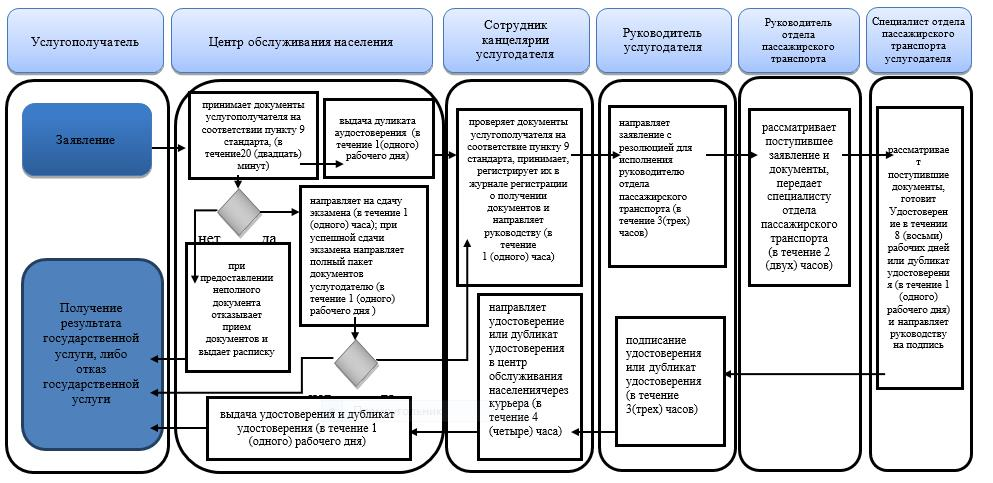 Услугополучатель
Центр обслуживания населения
Сотрудник
канцелярии
услугодателя
Руководитель
услугодателя
Руководитель
отдела
пассажирского
транспорта
Специалист отдела
пассажирского
транспорта
услугодателя
Заявление
принимает документы
услугополучателя на
соответствии пункту 9
стандарта, (в
течение20 (двадцать)
минут)
выдача дуликата
аудостоверения (в
течение 1(одного)
рабочего дня)
нет
да
направляет на сдачу
экзамена (в течение 1
(одного) часа); при
успешной сдачи
экзамена направляет
полный пакет
документов
услугодателю (в
течение 1 (одного)
рабочего дня )
при
предоставлении
неполного
документа
отказывает
прием
документов и
выдает расписку
выдача удостоверения и дубликат
удостоверения (в течение 1
(одного) рабочего дня)
Получение
результата
государственной
услуги, либо
отказ
государственной
услуги
проверяет документы
услугополучателя на
соответствие пункту 9
стандарта, принимает,
регистрирует их в
журнале регистрации
о получении
документов и
направляет
руководству (в
течение
1 (одного) часа)
направляет
удостоверение
или дубликат
удостоверения
в центр
обслуживания
населениячерез
курьера (в
течение 4
(четыре) часа)
направляет
заявление с
резолюцией для
исполнения
руководителю
отдела
пассажирского
транспорта (в
течение 3(трех)
часов)
подписание
удостоверения
или дубликат
удостоверения
(в течение
3(трех) часов)
рассматривает
поступившее
заявление и
документы,
передает
специалисту
отдела
пассажирского
транспорта
(в течение 2
(двух) часов)
рассматривае
т
поступившие
документы,
готовит
Удостоверен
ие в течении
8 (восьми)
рабочих дней
или дубликат
удостоверени
я (в течение 1
(одного)
рабочего дня)
и направляет
руководству
на подпись